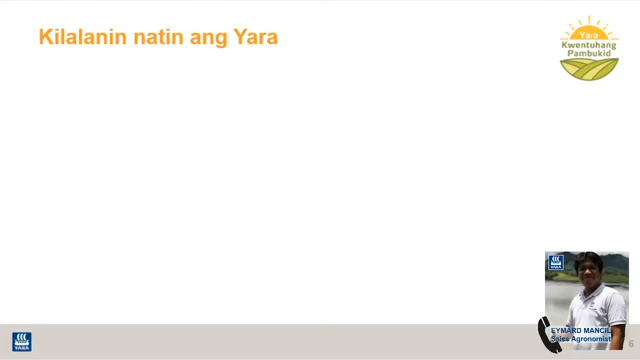 Kilalanin natin ang Yara
Yara
Kwentuhang
Pambukid
YARA
EYMARD MANCIL
Sales Agronomist
YARA
6